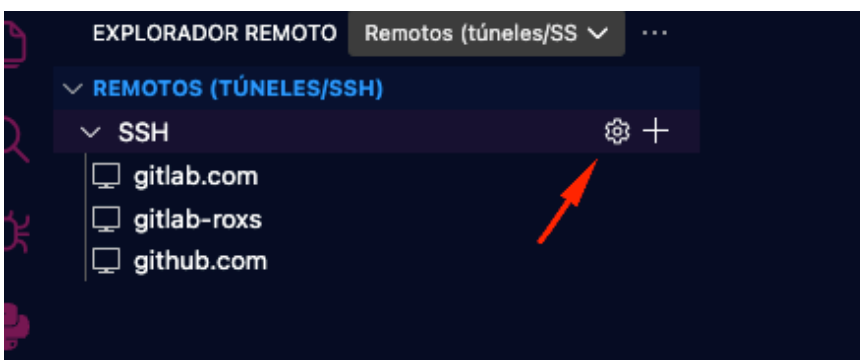 EXPLORADOR REMOTO Remotos (túneles/SS
REMOTOS (TÚNELES/SSH)
SSH
gitlab.com
gitlab-roxs
github.com